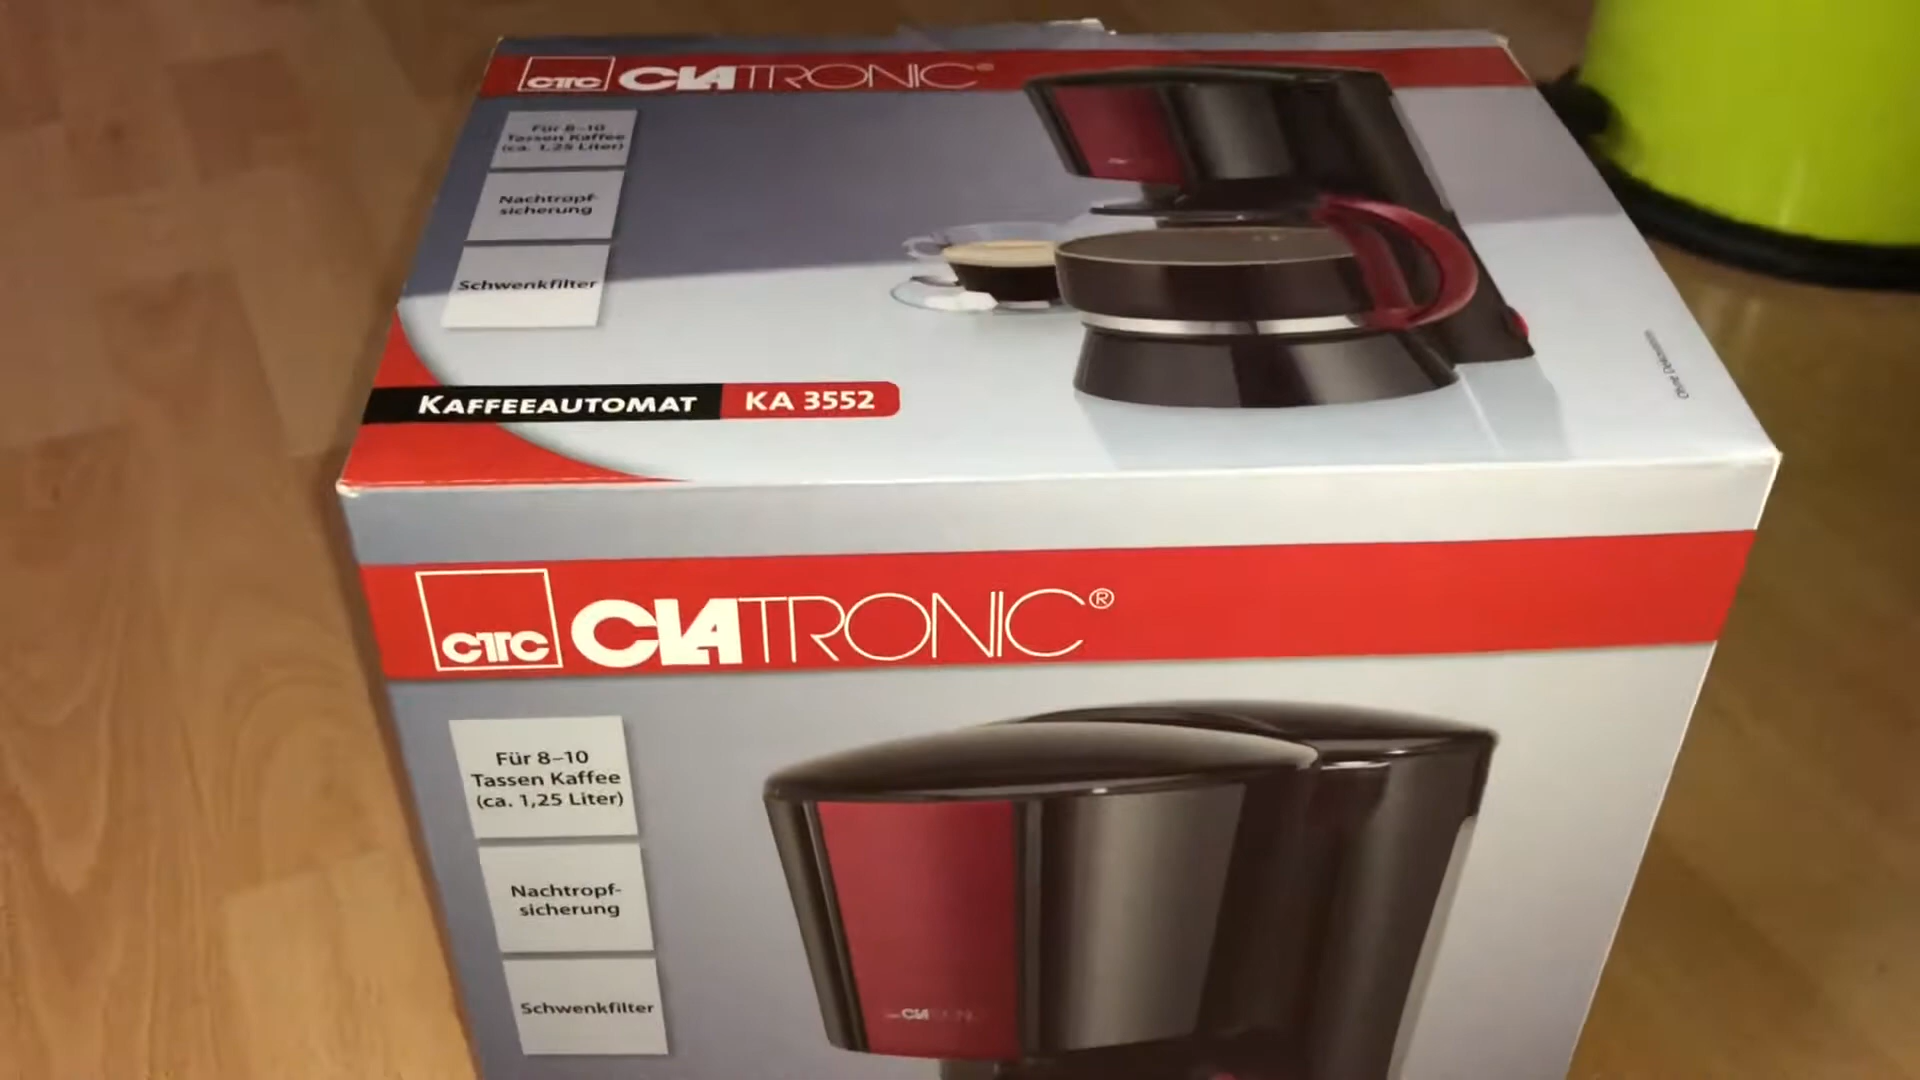 CTC CLATRONIC®
Für 8-10
Tassen Kaffee
(ca. 1,25 Liter)
Nachtropf-
sicherung
Schwenkfilter
KAFFEEAUTOMAT KA 3552
CTC CLATRONIC®
Für 8-10
Tassen Kaffee
(ca. 1,25 Liter)
Nachtropf-
sicherung
Schwenkfilter
CLATRONIC